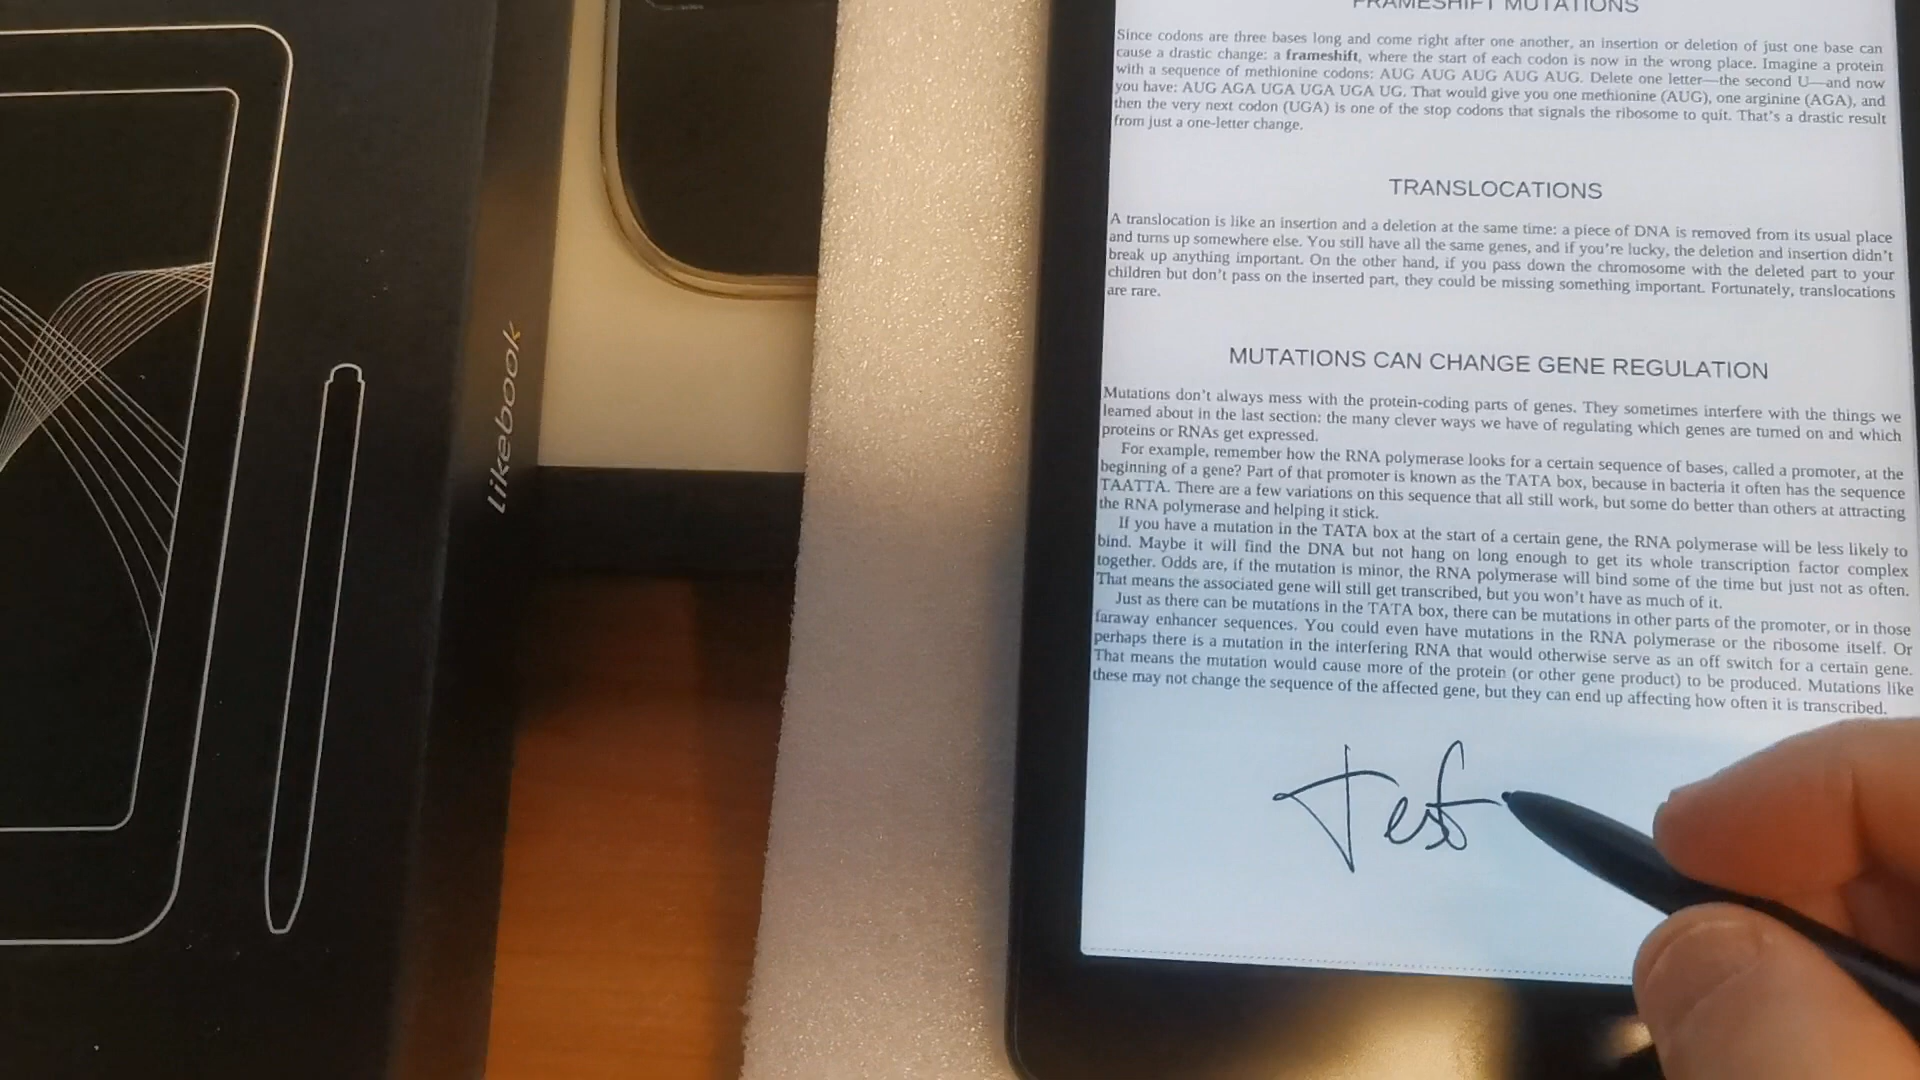 likebook
FRAMESHIFT MUTATIONS
Since codons are three bases long and come right after one another, an insertion or deletion of just one base can
cause a drastic change: a frameshift, where the start of each codon is now in the wrong place. Imagine a protein
with a sequence of methionine codons: AUG AUG AUG AUG AUG. Delete one letter—the second U—and now
you have: AUG AGA UGA UGA UGA UG. That would give you one methionine (AUG), one arginine (AGA), and
then the very next codon (UGA) is one of the stop codons that signals the ribosome to quit. That's a drastic result
from just a one-letter change.
TRANSLOCATIONS
A translocation is like an insertion and a deletion at the same time: a piece of DNA is removed from its usual place
and turns up somewhere else. You still have all the same genes, and if you're lucky, the deletion and insertion didn't
break up anything important. On the other hand, if you pass down the chromosome with the deleted part to your
children but don't pass on the inserted part, they could be missing something important. Fortunately, translocations
are rare.
MUTATIONS CAN CHANGE GENE REGULATION
Mutations don't always mess with the protein-coding parts of genes. They sometimes interfere with the things we
learned about in the last section: the many clever ways we have of regulating which genes are turned on and which
proteins or RNAs get expressed.
For example, remember how the RNA polymerase looks for a certain sequence of bases, called a promoter, at the
beginning of a gene? Part of that promoter is known as the TATA box, because in bacteria it often has the sequence
TAATTA. There are a few variations on this sequence that all still work, but some do better than others at attracting
the RNA polymerase and helping it stick.
If you have a mutation in the TATA box at the start of a certain gene, the RNA polymerase will be less likely to
bind. Maybe it will find the DNA but not hang on long enough to get its whole transcription factor complex
together. Odds are, if the mutation is minor, the RNA polymerase will bind some of the time but just not as often.
That means the associated gene will still get transcribed, but you won't have as much of it.
Just as there can be mutations in the TATA box, there can be mutations in other parts of the promoter, or in those
faraway enhancer sequences. You could even have mutations in the RNA polymerase or the ribosome itself. Or
perhaps there is a mutation in the interfering RNA that would otherwise serve as an off switch for a certain gene.
That means the mutation would cause more of the protein (or other gene product) to be produced. Mutations like
these may not change the sequence of the affected gene, but they can end up affecting how often it is transcribed.
Test